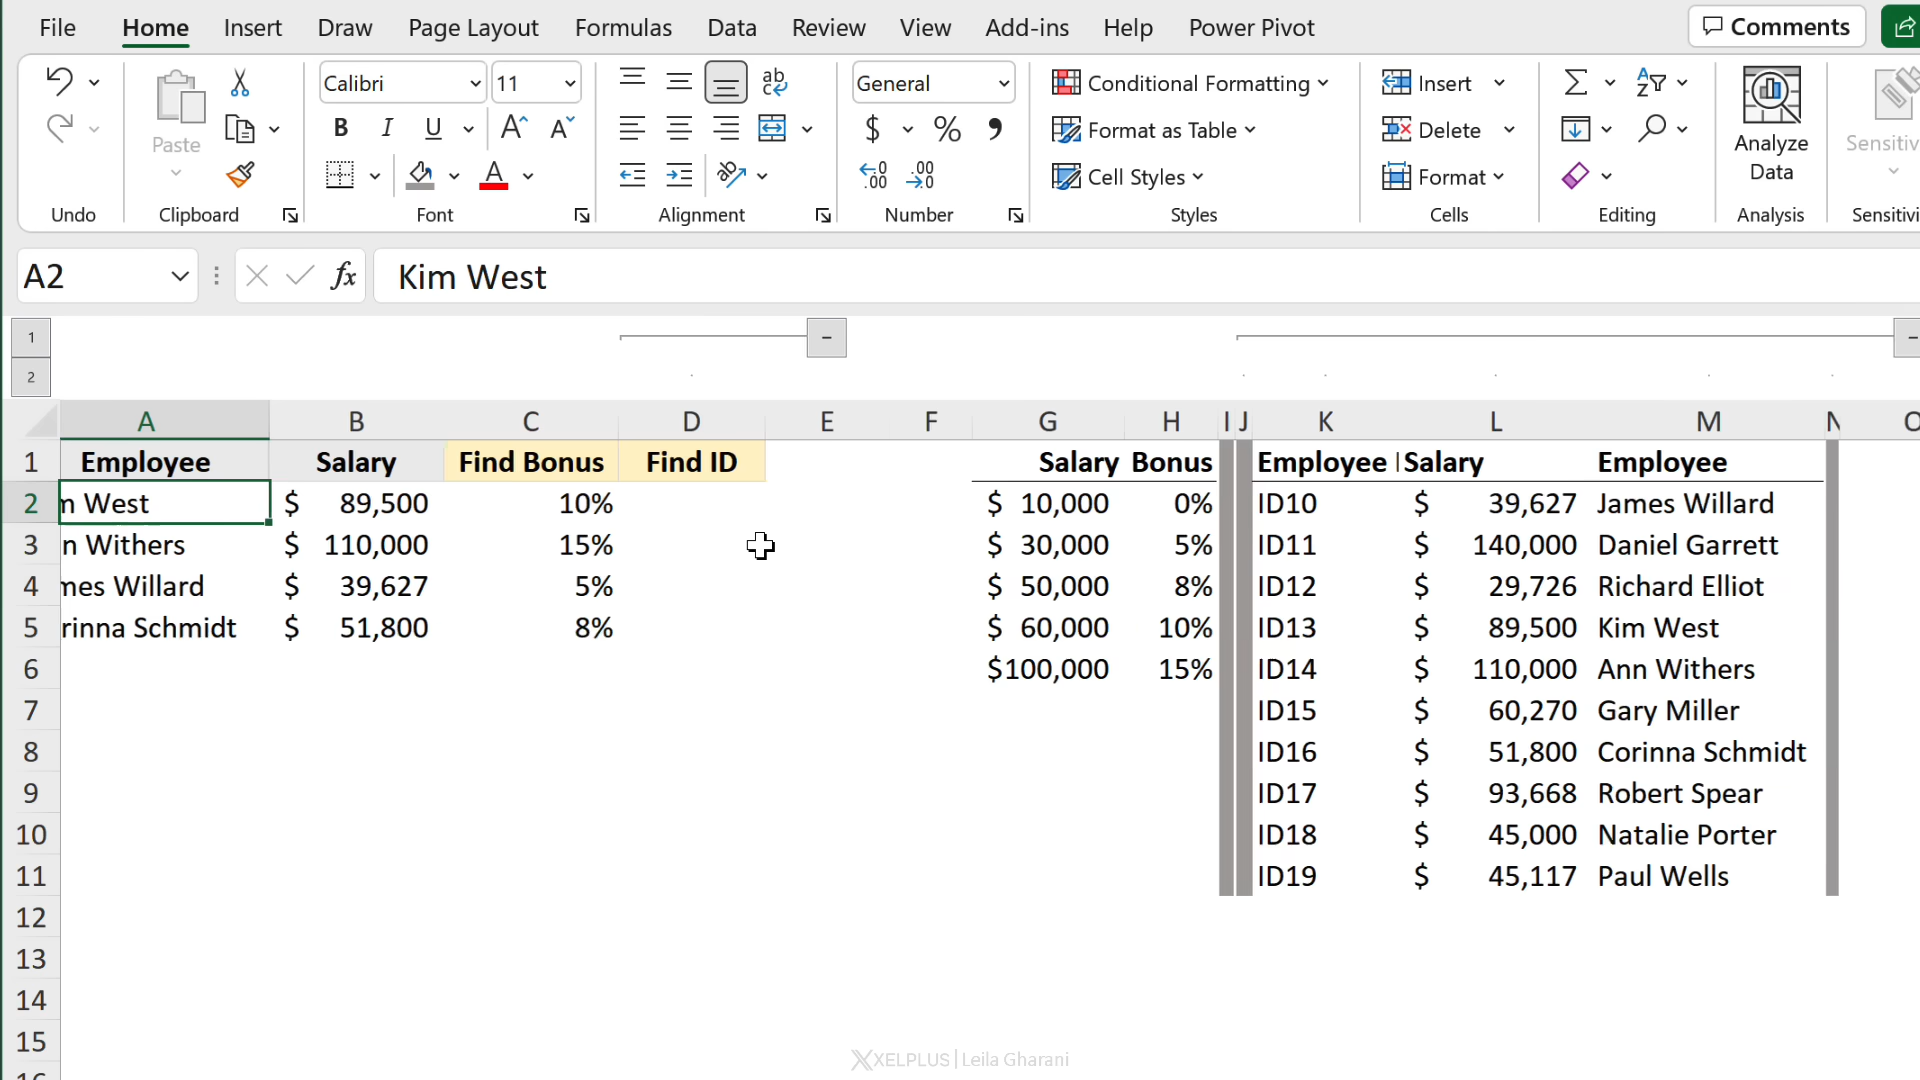 File Home Insert Draw Page Layout Formulas Data Review View Add-ins Help Power Pivot Comments
Calibri 11 General Conditional Formatting Insert
Paste B I U Format as Table Delete Analyze Data
Cell Styles Format
Undo Clipboard Font Alignment Number Styles Cells Editing Analysis
A2 fx Kim West
1
2
A B C D E F G H I J K L M N O
1 Employee Salary Find Bonus Find ID Salary Bonus Employee Salary Employee
2 m West $ 89,500 10% $ 10,000 0% ID10 $ 39,627 James Willard
3 n Withers $ 110,000 15% $ 30,000 5% ID11 $ 140,000 Daniel Garrett
4 mes Willard $ 39,627 5% $ 50,000 8% ID12 $ 29,726 Richard Elliot
5 rinna Schmidt $ 51,800 8% $ 60,000 10% ID13 $ 89,500 Kim West
6 $100,000 15% ID14 $ 110,000 Ann Withers
7 ID15 $ 60,270 Gary Miller
8 ID16 $ 51,800 Corinna Schmidt
9 ID17 $ 93,668 Robert Spear
10 ID18 $ 45,000 Natalie Porter
11 ID19 $ 45,117 Paul Wells
12
13
14
15
XELPLUS | Leila Gharani